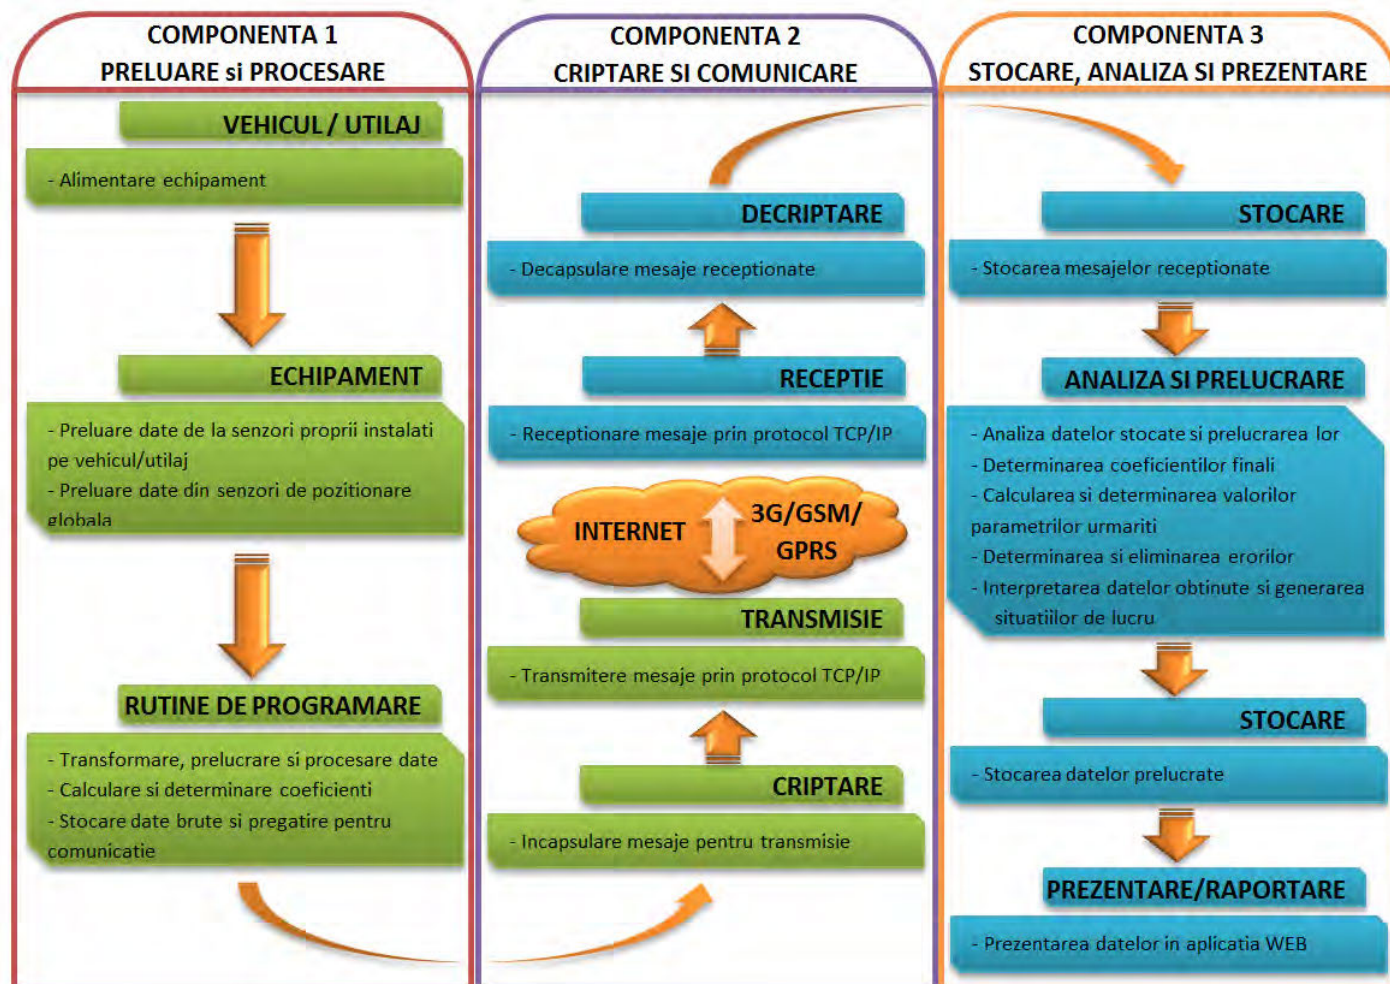 COMPONENTA 1
PRELUARE si PROCESARE
VEHICUL / UTILAJ
- Alimentare echipament
ECHIPAMENT
- Preluare date de la senzori proprii instalati
pe vehicul/utilaj
- Preluare date din senzori de pozitionare
globala
RUTINE DE PROGRAMARE
- Transformare, prelucrare si procesare date
- Calculare si determinare coeficienti
- Stocare date brute si pregatire pentru
comunicatie
COMPONENTA 2
CRIPTARE SI COMUNICARE
DECRIPTARE
- Decapsulare mesaje receptionate
RECEPTIE
- Receptionare mesaje prin protocol TCP/IP
INTERNET
3G/GSM/
GPRS
TRANSMISIE
- Transmitere mesaje prin protocol TCP/IP
CRIPTARE
- Incapsulare mesaje pentru transmisie
COMPONENTA 3
STOCARE, ANALIZA SI PREZENTARE
STOCARE
- Stocarea mesajelor receptionate
ANALIZA SI PRELUCRARE
- Analiza datelor stocate si prelucrarea lor
- Determinarea coeficientilor finali
- Calcularea si determinarea valorilor
parametrilor urmariti
- Determinarea si eliminarea erorilor
- Interpretarea datelor obtinute si generarea
situatiilor de lucru
STOCARE
- Stocarea datelor prelucrate
PREZENTARE/RAPORTARE
- Prezentarea datelor in aplicatia WEB